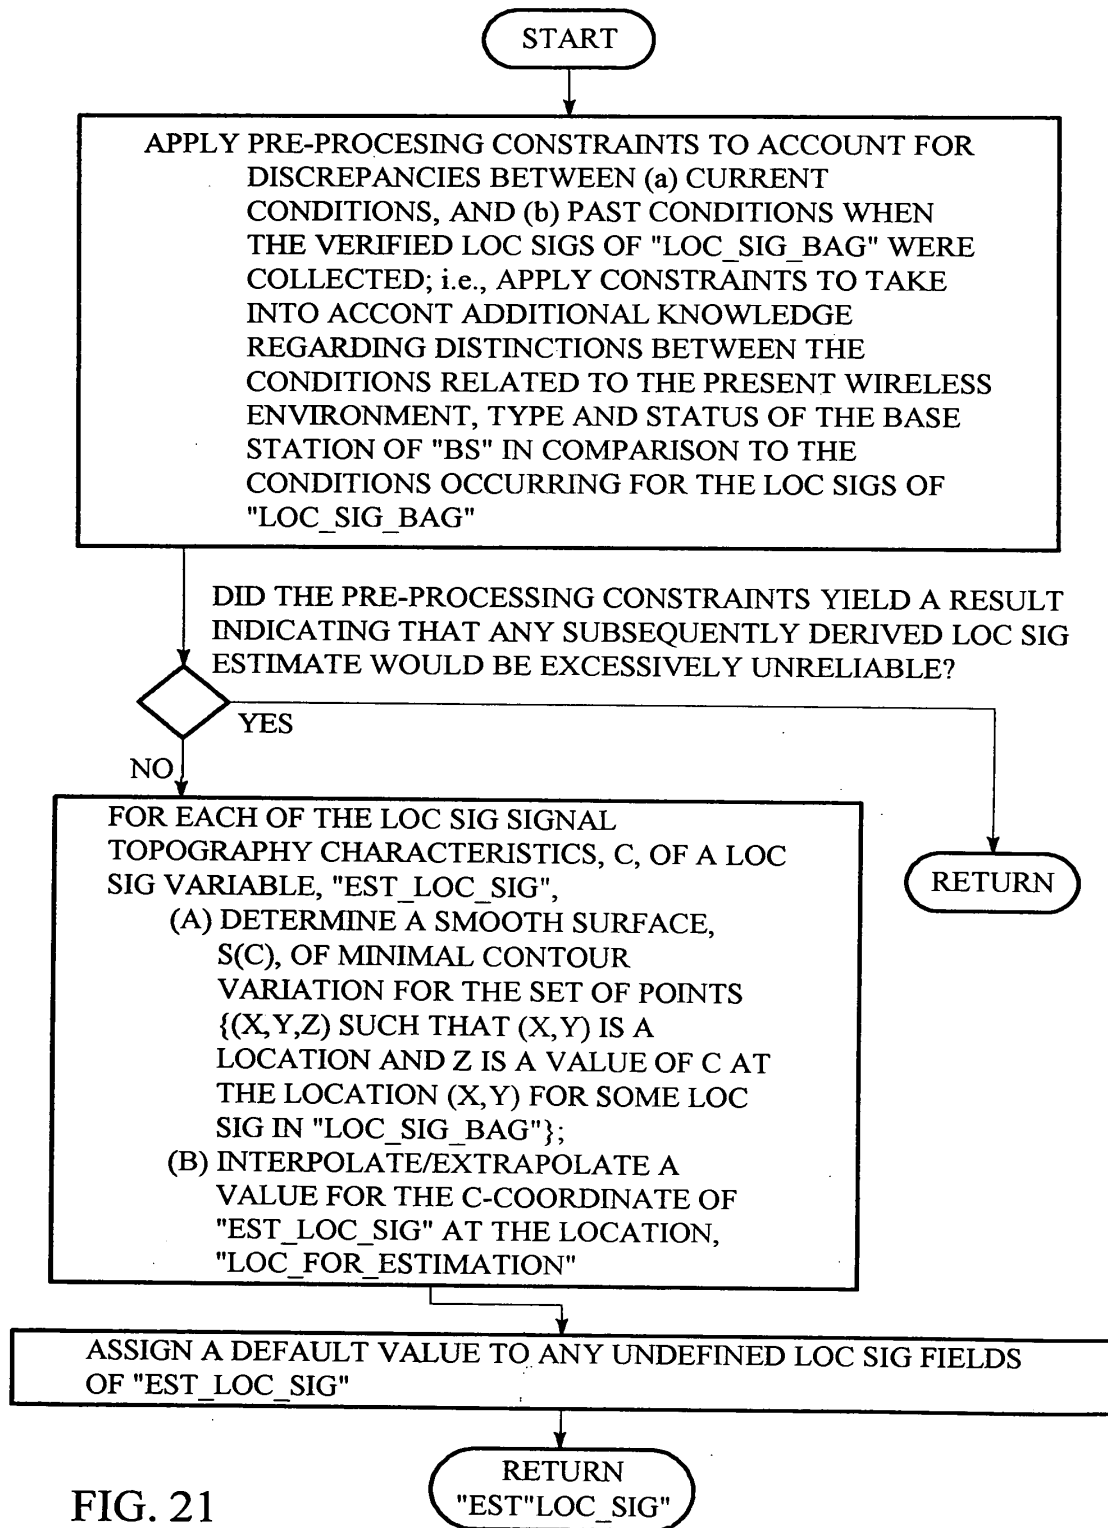 START
APPLY PRE-PROCESING CONSTRAINTS TO ACCOUNT FOR
DISCREPANCIES BETWEEN (a) CURRENT
CONDITIONS, AND (b) PAST CONDITIONS WHEN
THE VERIFIED LOC SIGS OF "LOC_SIG_BAG" WERE
COLLECTED; i.e., APPLY CONSTRAINTS TO TAKE
INTO ACCONT ADDITIONAL KNOWLEDGE
REGARDING DISTINCTIONS BETWEEN THE
CONDITIONS RELATED TO THE PRESENT WIRELESS
ENVIRONMENT, TYPE AND STATUS OF THE BASE
STATION OF "BS" IN COMPARISON TO THE
CONDITIONS OCCURRING FOR THE LOC SIGS OF
"LOC_SIG_BAG"
DID THE PRE-PROCESSING CONSTRAINTS YIELD A RESULT
INDICATING THAT ANY SUBSEQUENTLY DERIVED LOC SIG
ESTIMATE WOULD BE EXCESSIVELY UNRELIABLE?
YES
NO
FOR EACH OF THE LOC SIG SIGNAL
TOPOGRAPHY CHARACTERISTICS, C, OF A LOC
SIG VARIABLE, "EST_LOC_SIG",
(A) DETERMINE A SMOOTH SURFACE,
S(C), OF MINIMAL CONTOUR
VARIATION FOR THE SET OF POINTS
{(X,Y,Z) SUCH THAT (X,Y) IS A
LOCATION AND Z IS A VALUE OF C AT
THE LOCATION (X,Y) FOR SOME LOC
SIG IN "LOC_SIG_BAG"};
(B) INTERPOLATE/EXTRAPOLATE A
VALUE FOR THE C-COORDINATE OF
"EST_LOC_SIG" AT THE LOCATION,
"LOC_FOR_ESTIMATION"
RETURN
ASSIGN A DEFAULT VALUE TO ANY UNDEFINED LOC SIG FIELDS
OF "EST_LOC_SIG"
RETURN
"EST"LOC_SIG"
FIG. 21